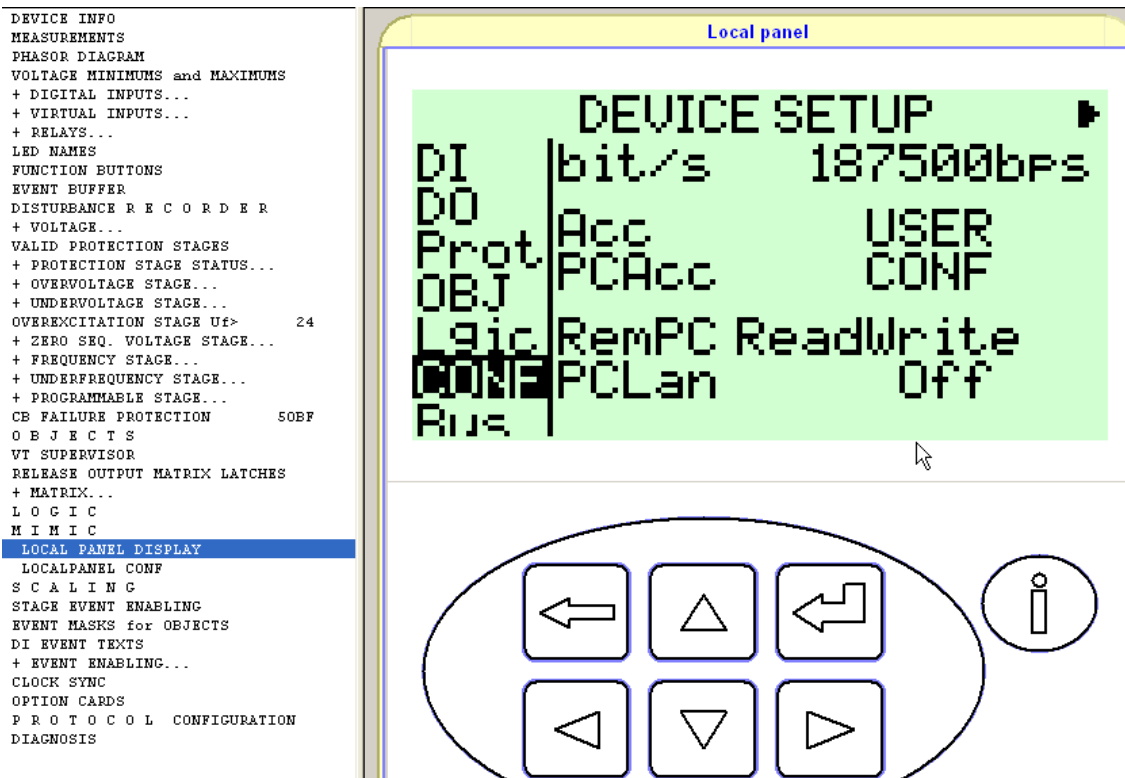 DEVICE INFO
MEASUREMENTS
PHASOR DIAGRAM
VOLTAGE MINIMUMS and MAXIMUMS
+ DIGITAL INPUTS...
+ VIRTUAL INPUTS...
+ RELAYS...
LED NAMES
FUNCTION BUTTONS
EVENT BUFFER
DISTURBANCE R E C O R D E R
+ VOLTAGE...
VALID PROTECTION STAGES
+ PROTECTION STAGE STATUS...
+ OVERVOLTAGE STAGE...
+ UNDERVOLTAGE STAGE...
OVEREXCITATION STAGE Uf> 24
+ ZERO SEQ. VOLTAGE STAGE...
+ FREQUENCY STAGE...
+ UNDERFREQUENCY STAGE...
+ PROGRAMMABLE STAGE...
CB FAILURE PROTECTION 50BF
O B J E C T S
VT SUPERVISOR
RELEASE OUTPUT MATRIX LATCHES
+ MATRIX...
L O G I C
M I M I C
LOCAL PANEL DISPLAY
LOCALPANEL CONF
S C A L I N G
STAGE EVENT ENABLING
EVENT MASKS for OBJECTS
DI EVENT TEXTS
+ EVENT ENABLING...
CLOCK SYNC
OPTION CARDS
P R O T O C O L CONFIGURATION
DIAGNOSIS
Local panel
DEVICE SETUP
DI
DO
Prot
OBJ
Lgic
CONF
Bus
bit/s 187500bps
Acc USER
PCAcc CONF
RemPC ReadWrite
PCLan Off